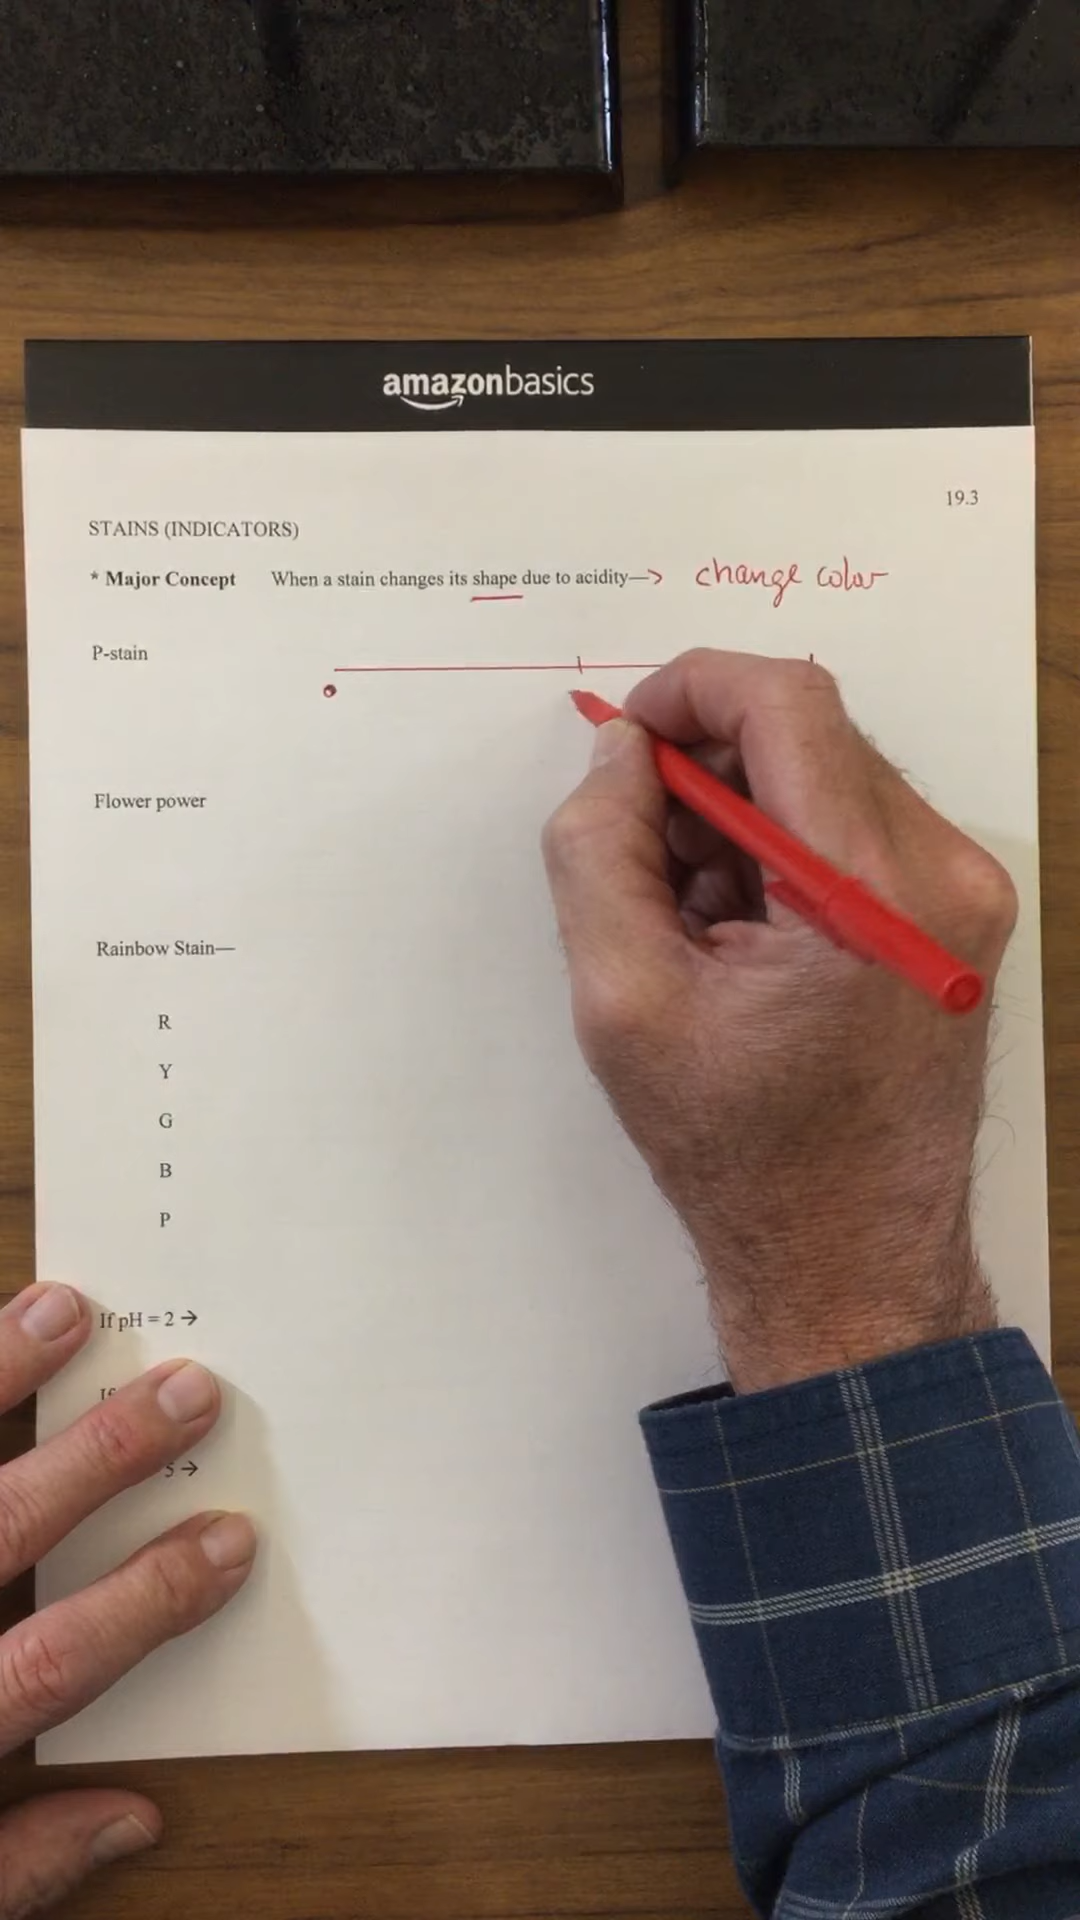 amazonbasics
19.3
STAINS (INDICATORS)
* Major Concept When a stain changes its shape due to acidity—> change color
P-stain
Flower power
Rainbow Stain—
R
Y
G
B
P
If pH = 2 →
If
5 →